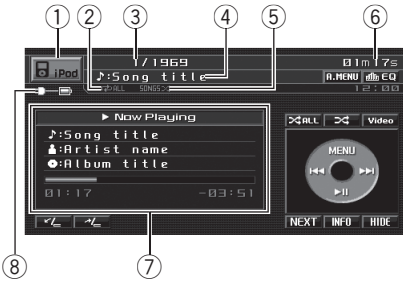 ① ② ③ ④ ⑤ ⑥
iPod
1/1969 01m17s
♪:Song title A.MENU EQ
ALL SONGS 12:00
► Now Playing ALL Video
♪:Song title
:Artist name MENU
:Album title
01:17 -03:51
NEXT INFO HIDE
⑧ ⑦